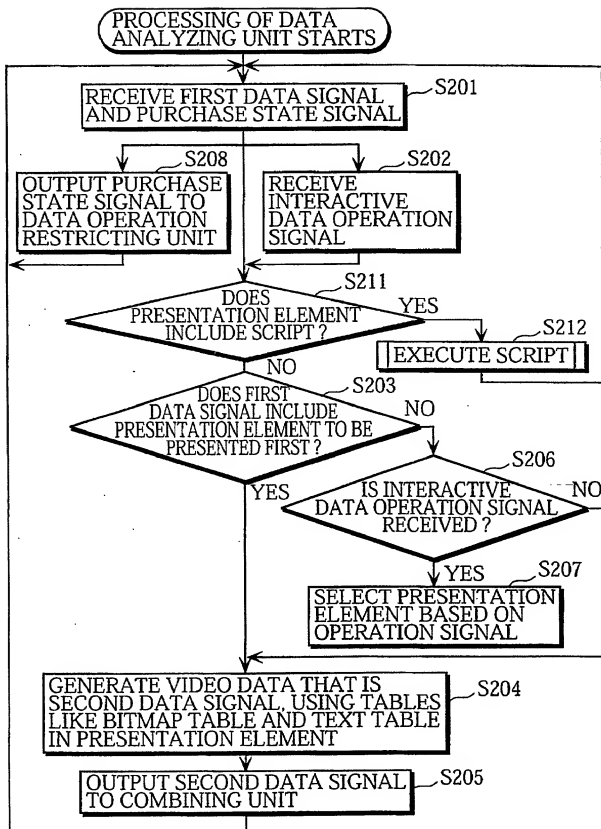 PROCESSING OF DATA
ANALYZING UNIT STARTS
S201
RECEIVE FIRST DATA SIGNAL
AND PURCHASE STATE SIGNAL
S208
OUTPUT PURCHASE
STATE SIGNAL TO
DATA OPERATION
RESTRICTING UNIT
S202
RECEIVE
INTERACTIVE
DATA OPERATION
SIGNAL
S211
DOES
PRESENTATION ELEMENT
INCLUDE SCRIPT ?
YES
S212
EXECUTE SCRIPT
NO
S203
DOES FIRST
DATA SIGNAL INCLUDE
PRESENTATION ELEMENT TO BE
PRESENTED FIRST ?
NO
YES
S206
IS INTERACTIVE
DATA OPERATION SIGNAL
RECEIVED ?
NO
YES
S207
SELECT PRESENTATION
ELEMENT BASED ON
OPERATION SIGNAL
S204
GENERATE VIDEO DATA THAT IS
SECOND DATA SIGNAL, USING TABLES
LIKE BITMAP TABLE AND TEXT TABLE
IN PRESENTATION ELEMENT
S205
OUTPUT SECOND DATA SIGNAL
TO COMBINING UNIT